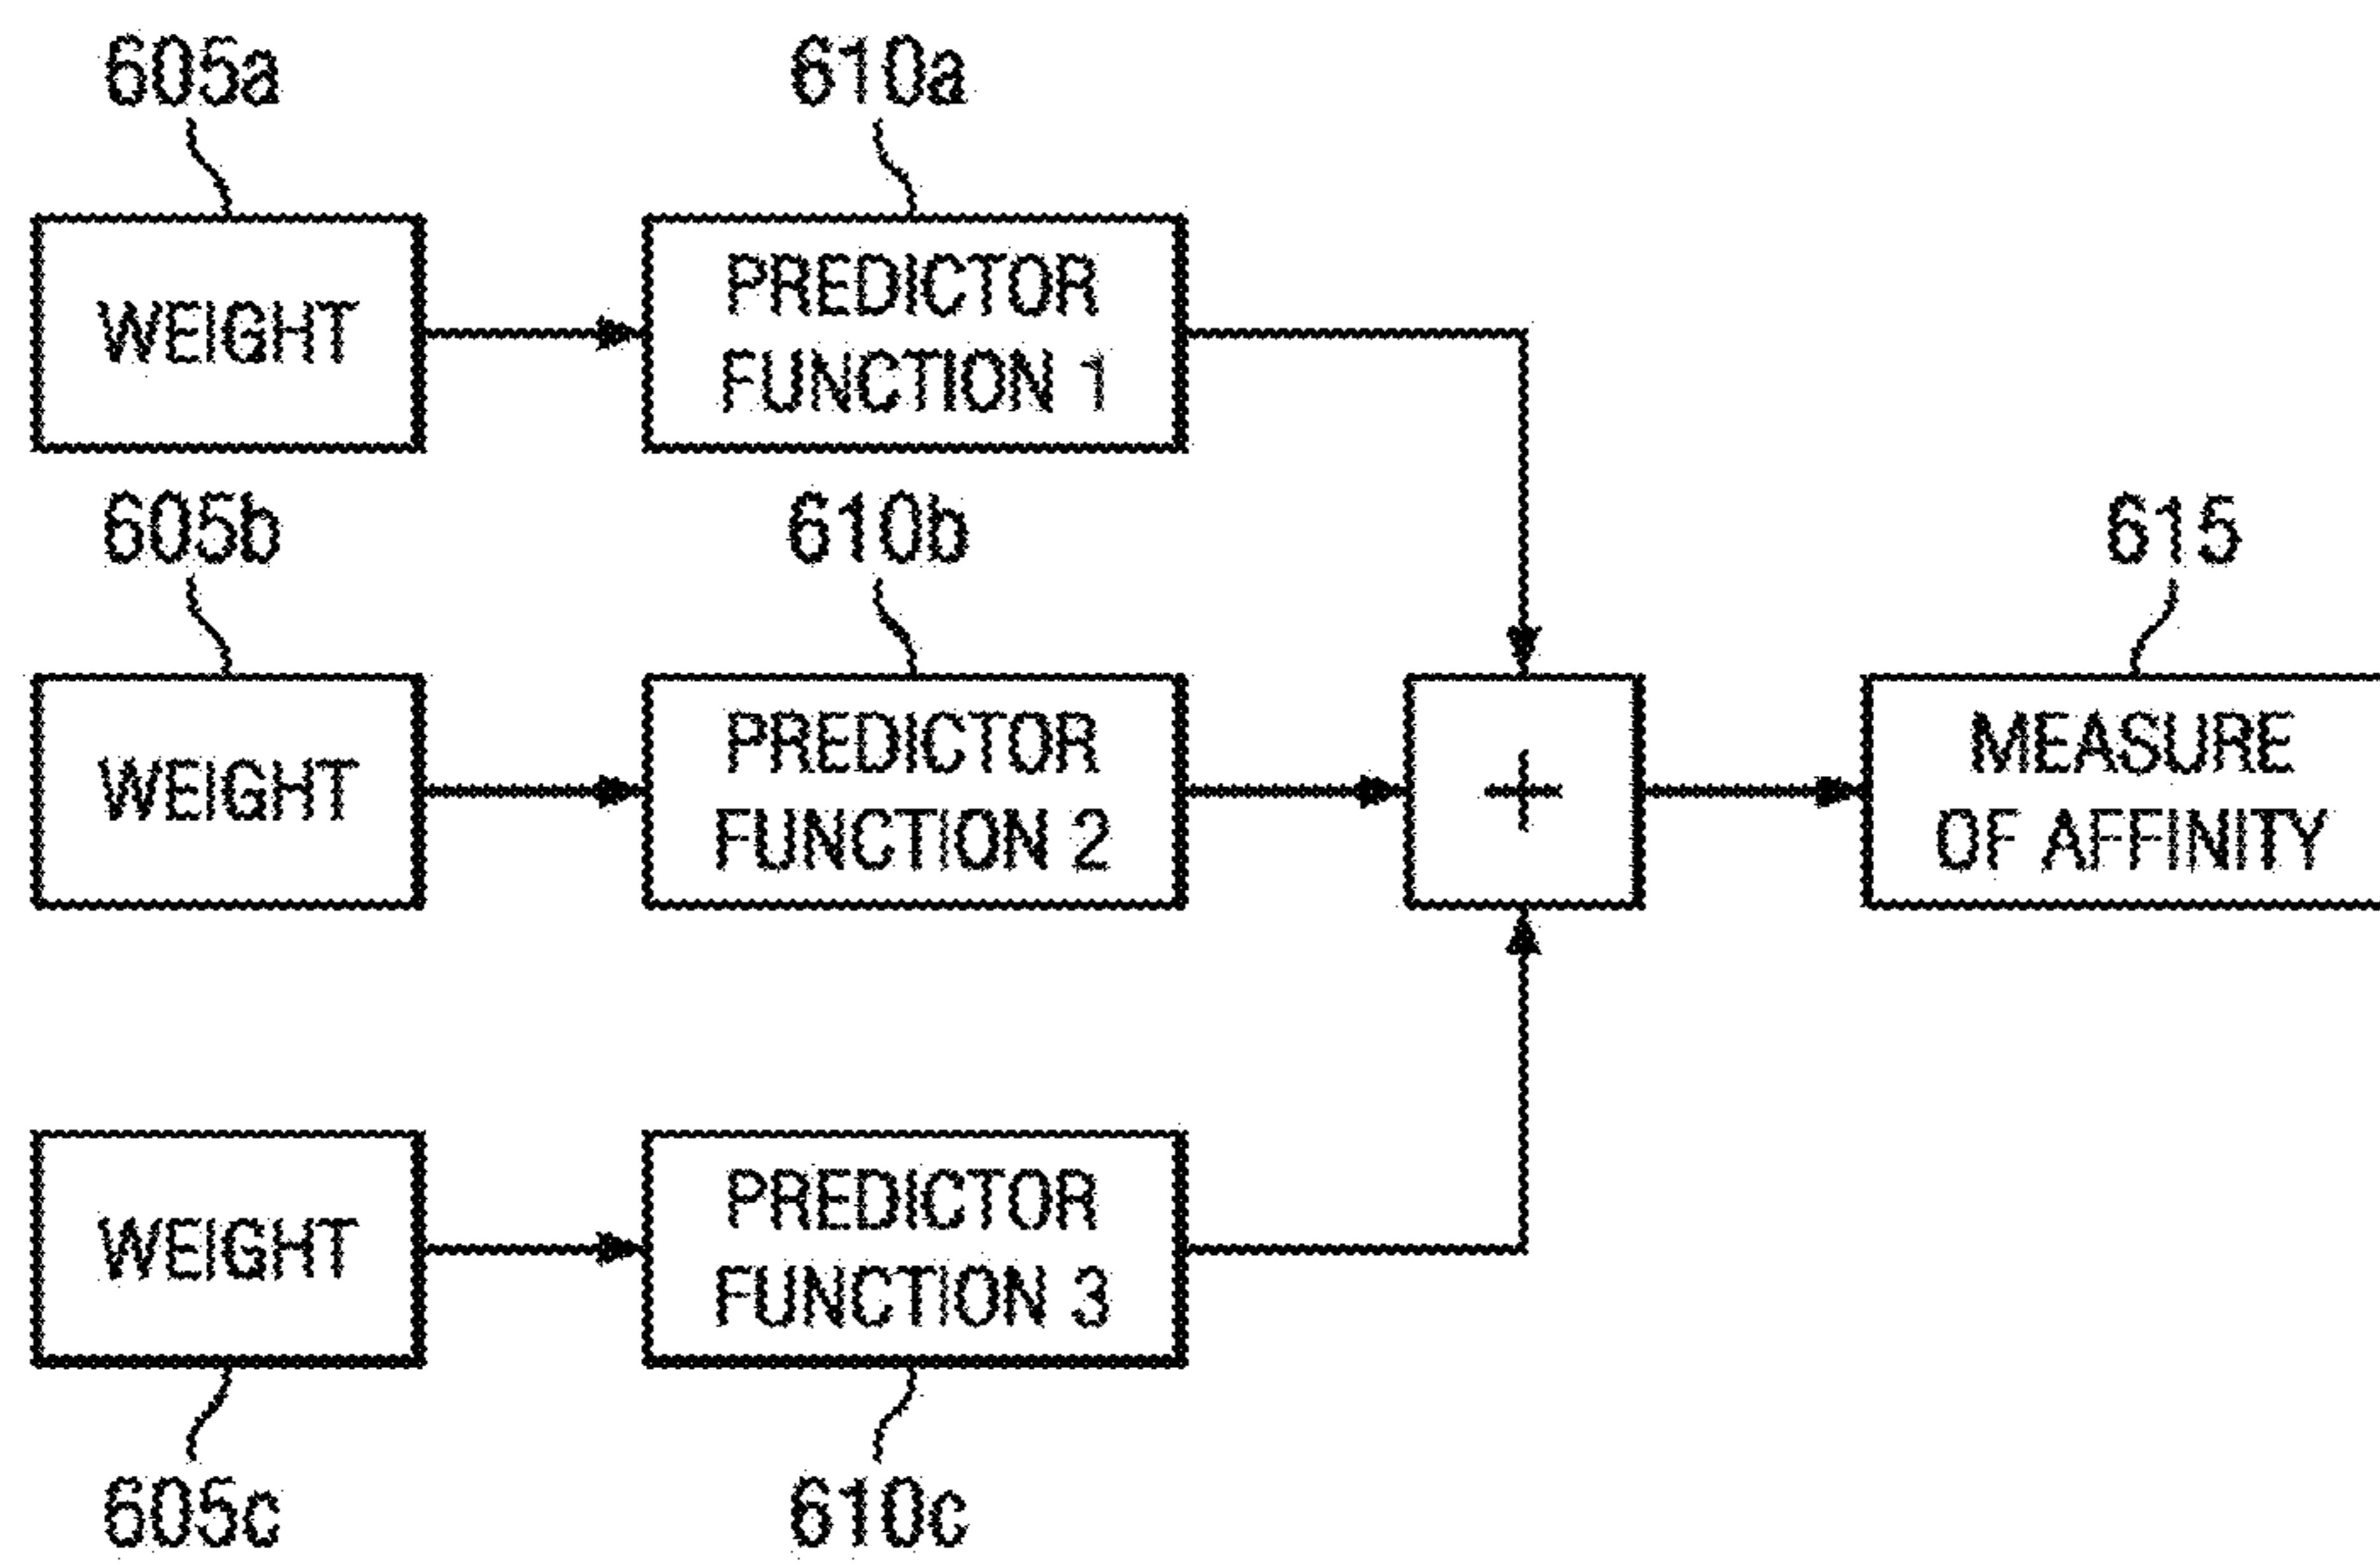 605a
610a
WEIGHT
PREDICTOR
FUNCTION 1
605b
610b
615
WEIGHT
PREDICTOR
FUNCTION 2
+
MEASURE
OF AFFINITY
WEIGHT
PREDICTOR
FUNCTION 3
605c
610c